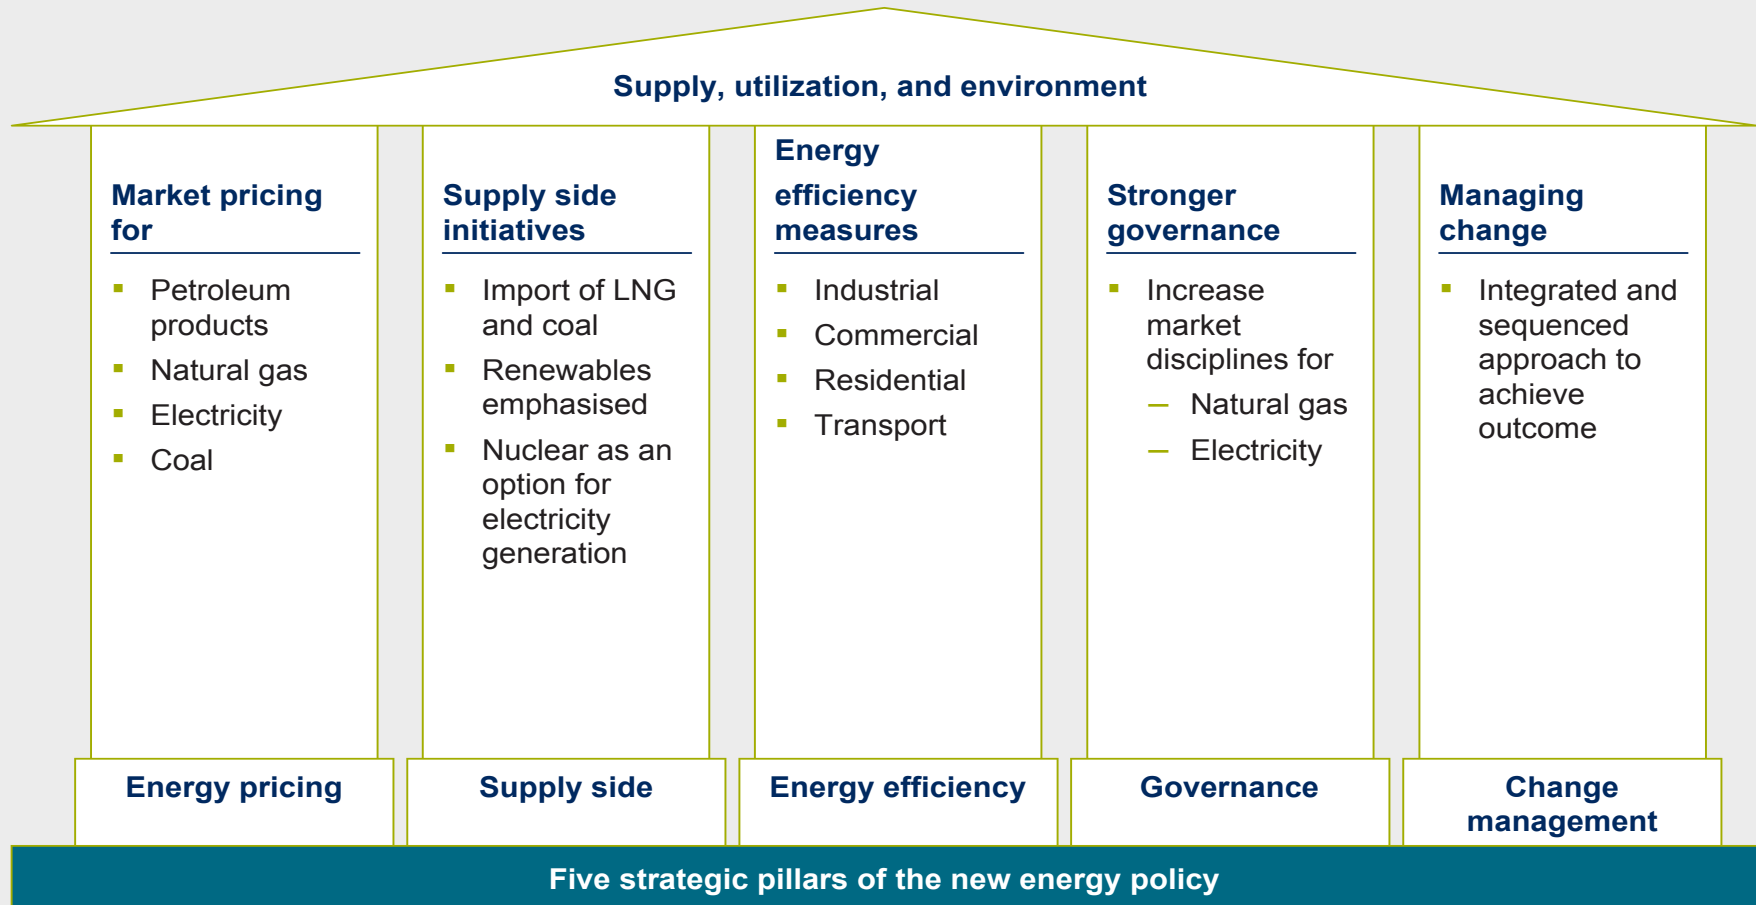 Supply, utilization, and environment
Market pricing
for
▪ Petroleum
products
▪ Natural gas
▪ Electricity
▪ Coal
Energy pricing
Supply side
initiatives
▪ Import of LNG
and coal
▪ Renewables
emphasised
▪ Nuclear as an
option for
electricity
generation
Supply side
Energy
efficiency
measures
▪ Industrial
▪ Commercial
▪ Residential
▪ Transport
Energy efficiency
Stronger
governance
▪ Increase
market
disciplines for
– Natural gas
– Electricity
Governance
Managing
change
▪ Integrated and
sequenced
approach to
achieve
outcome
Change
management
Five strategic pillars of the new energy policy